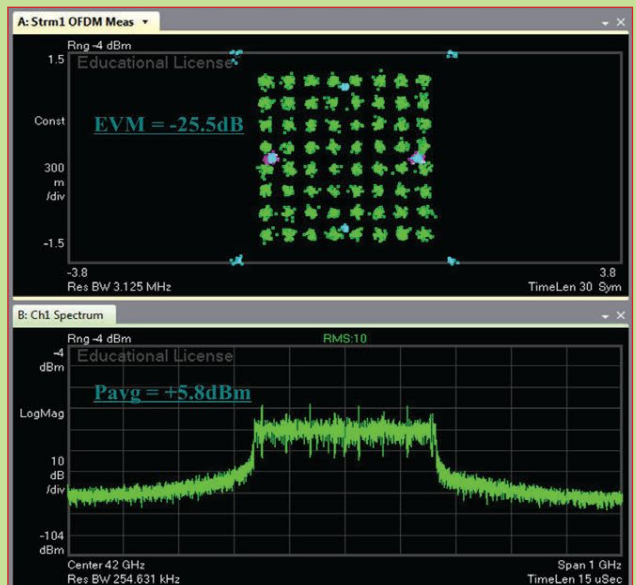 A: Strm1 OFDM Meas
Rng -4 dBm
1.5
Educational License
EVM = -25.5dB
Const
300
m
/div
-1.5
-3.8
3.8
Res BW 3.125 MHz
TimeLen 30 Sym
B: Ch1 Spectrum
Rng -4 dBm
RMS:10
-4
dBm
Educational License
Pavg = +5.8dBm
LogMag
10
dB
/div
-104
dBm
Center 42 GHz
Span 1 GHz
Res BW 254.631 kHz
TimeLen 15 uSec